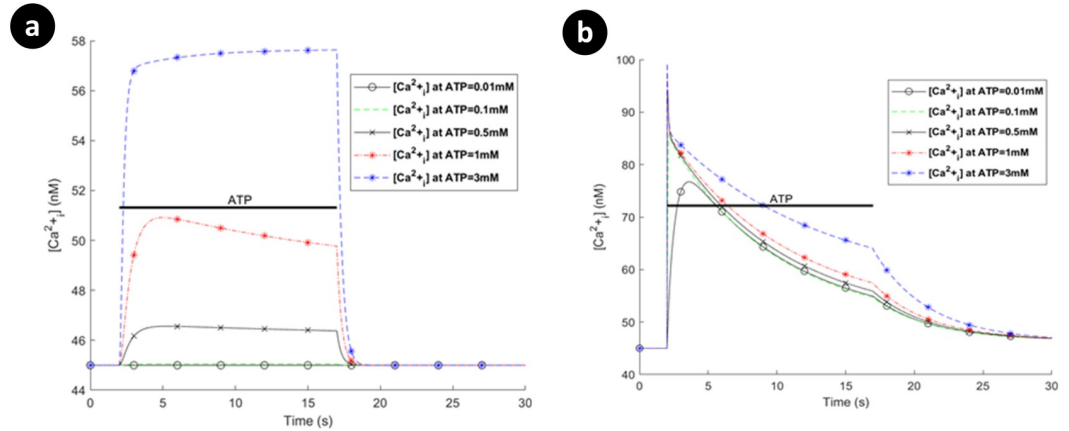 a
58
56
54
52
50
48
46
44
[Ca²⁺ᵢ] (nM)
0 5 10 15 20 25 30
Time (s)
ATP
[Ca²⁺ᵢ] at ATP=0.01mM
[Ca²⁺ᵢ] at ATP=0.1mM
[Ca²⁺ᵢ] at ATP=0.5mM
[Ca²⁺ᵢ] at ATP=1mM
[Ca²⁺ᵢ] at ATP=3mM
b
100
90
80
70
60
50
40
[Ca²⁺ᵢ] (nM)
0 5 10 15 20 25 30
Time (s)
ATP
[Ca²⁺ᵢ] at ATP=0.01mM
[Ca²⁺ᵢ] at ATP=0.1mM
[Ca²⁺ᵢ] at ATP=0.5mM
[Ca²⁺ᵢ] at ATP=1mM
[Ca²⁺ᵢ] at ATP=3mM